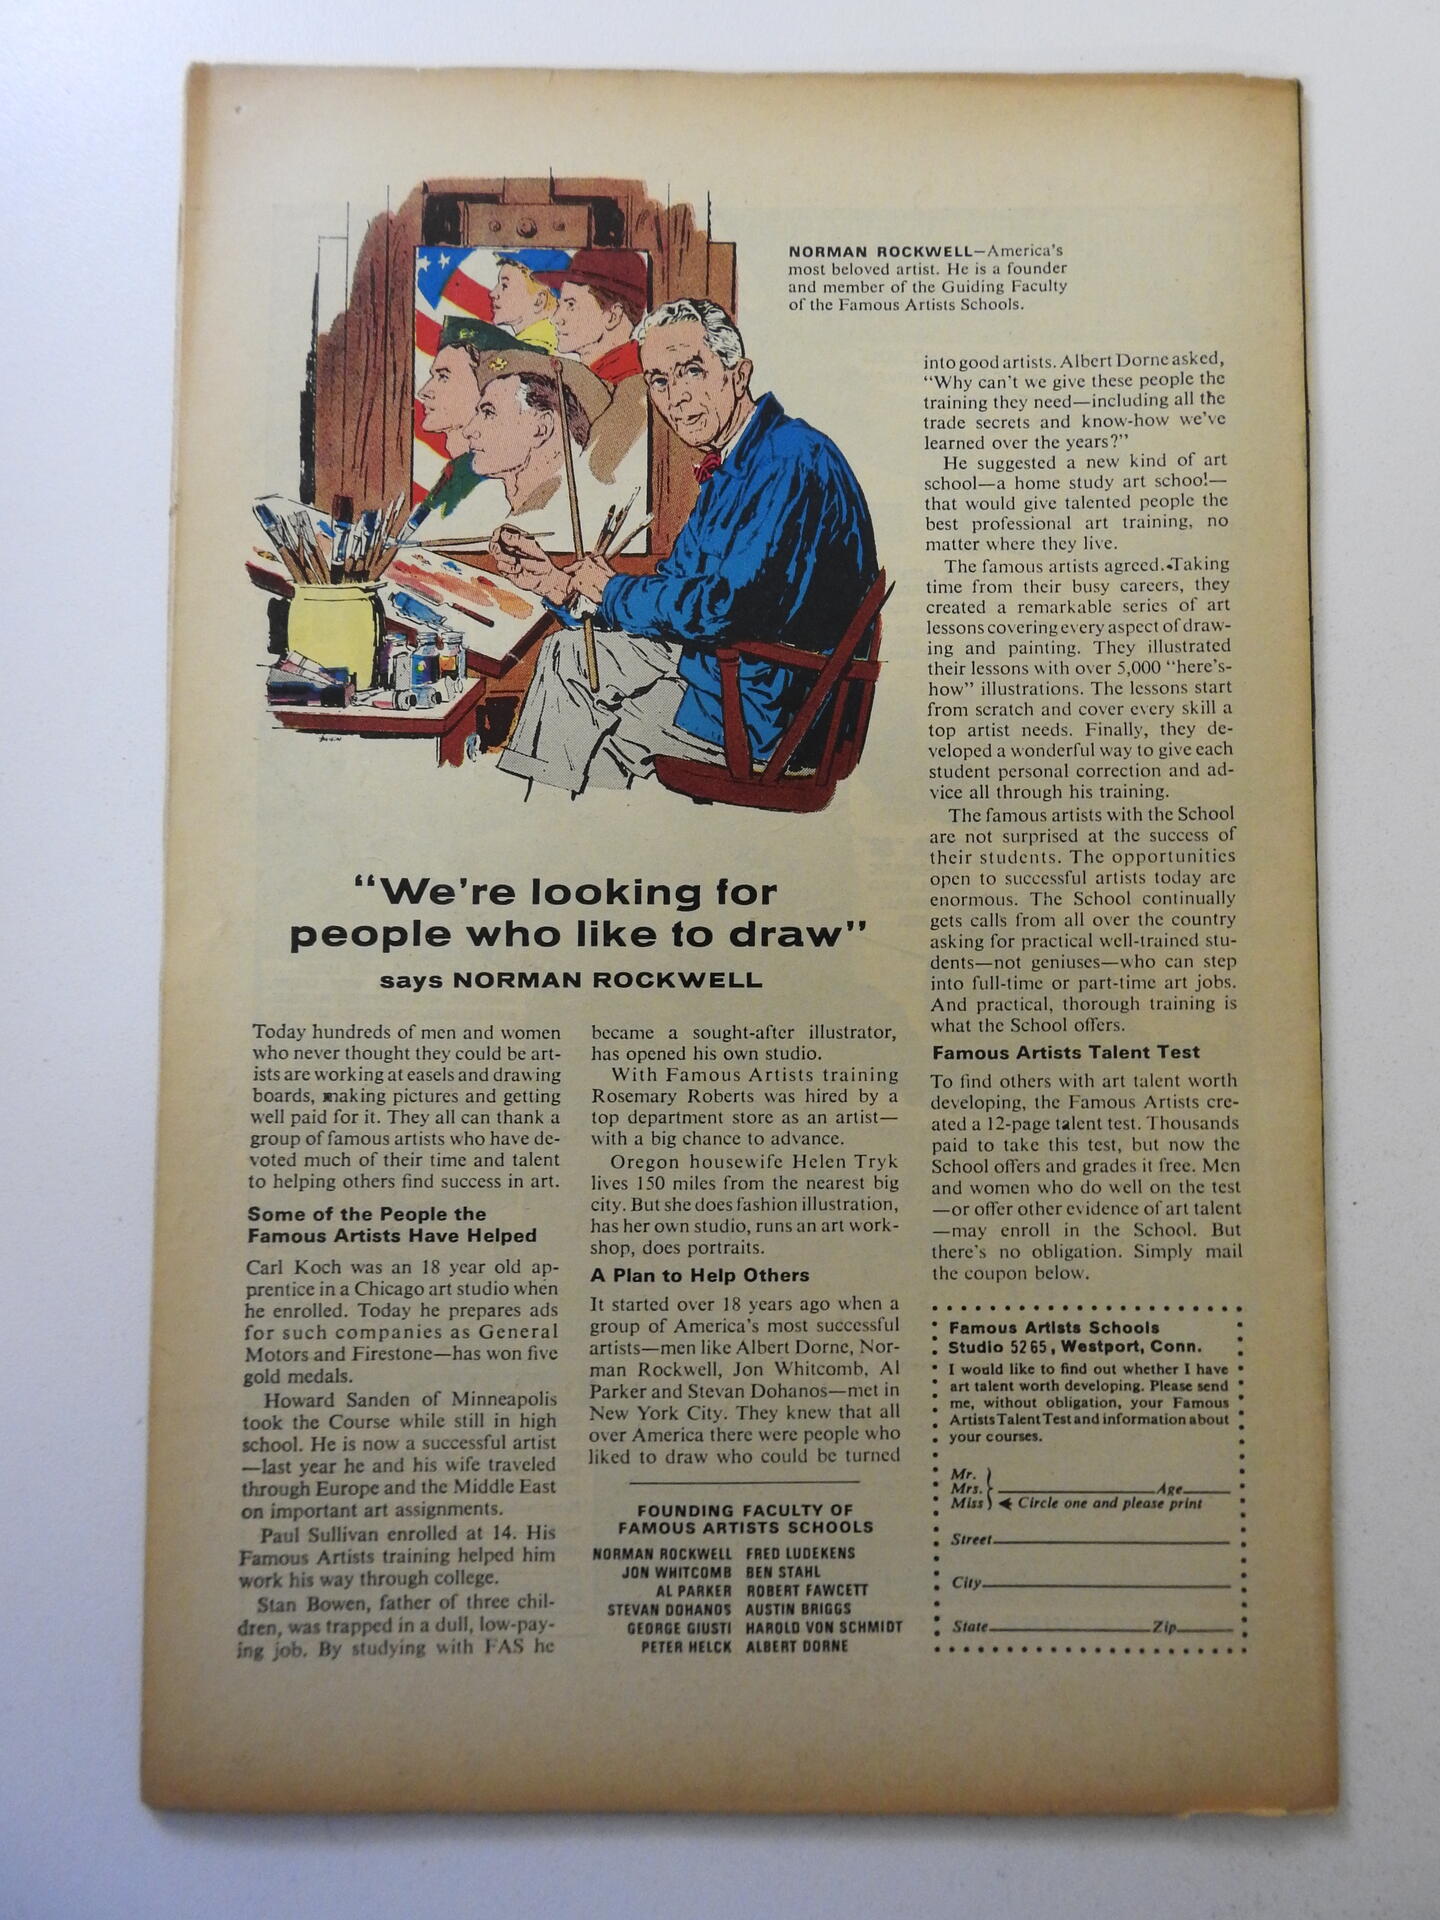 NORMAN ROCKWELL—America's
most beloved artist. He is a founder
and member of the Guiding Faculty
of the Famous Artists Schools.
"We're looking for
people who like to draw"
says NORMAN ROCKWELL
Today hundreds of men and women
who never thought they could be art-
ists are working at easels and drawing
boards, making pictures and getting
well paid for it. They all can thank a
group of famous artists who have de-
voted much of their time and talent
to helping others find success in art.
Some of the People the
Famous Artists Have Helped
Carl Koch was an 18 year old ap-
prentice in a Chicago art studio when
he enrolled. Today he prepares ads
for such companies as General
Motors and Firestone—has won five
gold medals.
Howard Sanden of Minneapolis
took the Course while still in high
school. He is now a successful artist
—last year he and his wife traveled
through Europe and the Middle East
on important art assignments.
Paul Sullivan enrolled at 14. His
Famous Artists training helped him
work his way through college.
Stan Bowen, father of three chil-
dren, was trapped in a dull, low-pay-
ing job. By studying with FAS he
became a sought-after illustrator,
has opened his own studio.
With Famous Artists training
Rosemary Roberts was hired by a
top department store as an artist—
with a big chance to advance.
Oregon housewife Helen Tryk
lives 150 miles from the nearest big
city. But she does fashion illustration,
has her own studio, runs an art work-
shop, does portraits.
A Plan to Help Others
It started over 18 years ago when a
group of America's most successful
artists—men like Albert Dorne, Nor-
man Rockwell, Jon Whitcomb, Al
Parker and Stevan Dohanos—met in
New York City. They knew that all
over America there were people who
liked to draw who could be turned
FOUNDING FACULTY OF
FAMOUS ARTISTS SCHOOLS
NORMAN ROCKWELL FRED LUDEKENS
JON WHITCOMB BEN STAHL
AL PARKER ROBERT FAWCETT
STEVAN DOHANOS AUSTIN BRIGGS
GEORGE GIUSTI HAROLD VON SCHMIDT
PETER HELCK ALBERT DORNE
into good artists. Albert Dorne asked,
"Why can't we give these people the
training they need—including all the
trade secrets and know-how we've
learned over the years?"
He suggested a new kind of art
school—a home study art school—
that would give talented people the
best professional art training, no
matter where they live.
The famous artists agreed. Taking
time from their busy careers, they
created a remarkable series of art
lessons covering every aspect of draw-
ing and painting. They illustrated
their lessons with over 5,000 "here's-
how" illustrations. The lessons start
from scratch and cover every skill a
top artist needs. Finally, they de-
veloped a wonderful way to give each
student personal correction and ad-
vice all through his training.
The famous artists with the School
are not surprised at the success of
their students. The opportunities
open to successful artists today are
enormous. The School continually
gets calls from all over the country
asking for practical well-trained stu-
dents—not geniuses—who can step
into full-time or part-time art jobs.
And practical, thorough training is
what the School offers.
Famous Artists Talent Test
To find others with art talent worth
developing, the Famous Artists cre-
ated a 12-page talent test. Thousands
paid to take this test, but now the
School offers and grades it free. Men
and women who do well on the test
—or offer other evidence of art talent
—may enroll in the School. But
there's no obligation. Simply mail
the coupon below.
Famous Artists Schools
Studio 5265, Westport, Conn.
I would like to find out whether I have
art talent worth developing. Please send
me, without obligation, your Famous
Artists Talent Test and information about
your courses.
Mr.
Mrs. Age
Miss Circle one and please print
Street
City
State Zip